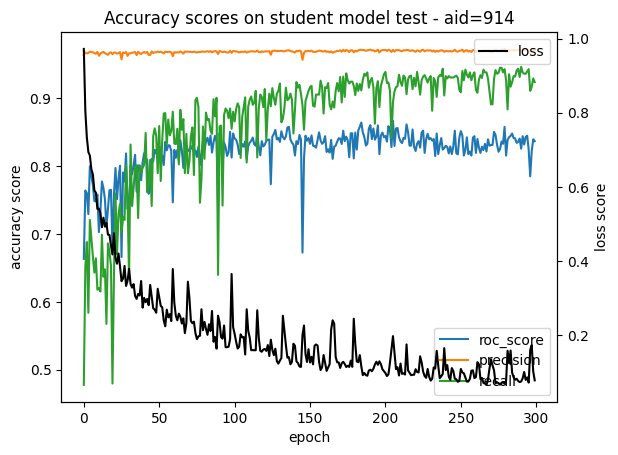 Accuracy scores on student model test - aid=914
accuracy score
0.9
0.8
0.7
0.6
0.5
1.0
0.8
0.6
0.4
0.2
loss score
loss
roc_score
precision
recall
0
50
100
150
200
250
300
epoch